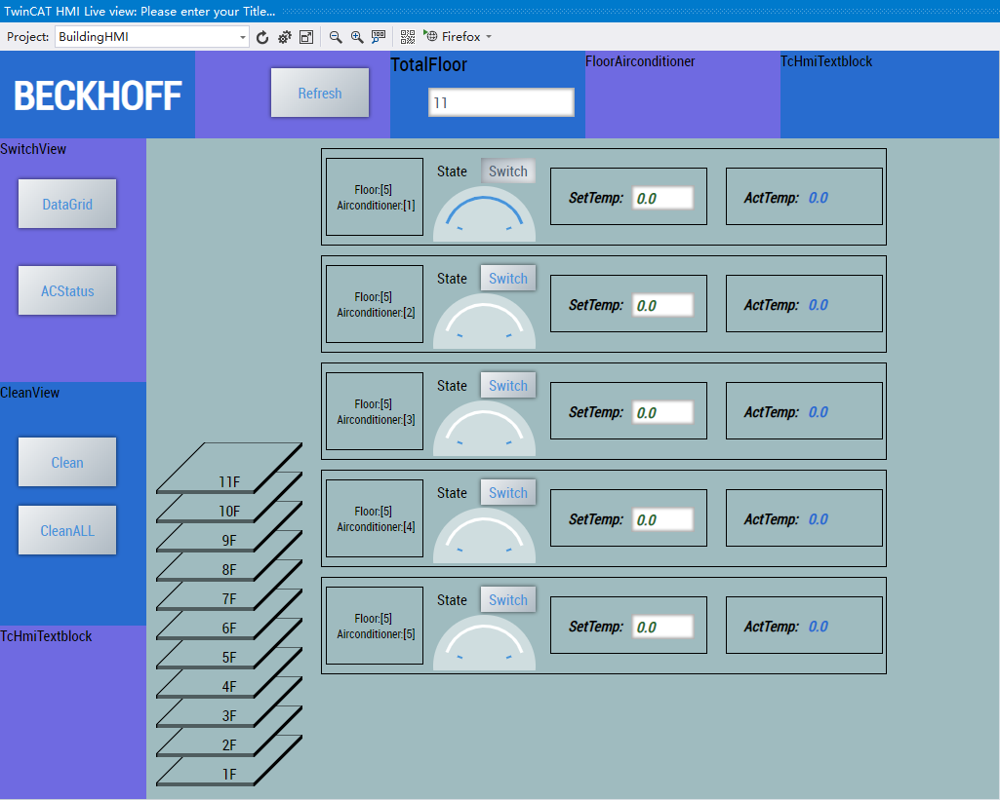 TwinCAT HMI Live view: Please enter your Title...
Project: BuildingHMI Firefox
BECKHOFF
Refresh
TotalFloor
11
FloorAirconditioner
TcHmiTextblock
SwitchView
DataGrid
ACStatus
CleanView
Clean
CleanALL
TcHmiTextblock
11F
10F
9F
8F
7F
6F
5F
4F
3F
2F
1F
Floor:[5]
Airconditioner:[1]
State Switch
SetTemp: 0.0
ActTemp: 0.0
Floor:[5]
Airconditioner:[2]
State Switch
SetTemp: 0.0
ActTemp: 0.0
Floor:[5]
Airconditioner:[3]
State Switch
SetTemp: 0.0
ActTemp: 0.0
Floor:[5]
Airconditioner:[4]
State Switch
SetTemp: 0.0
ActTemp: 0.0
Floor:[5]
Airconditioner:[5]
State Switch
SetTemp: 0.0
ActTemp: 0.0